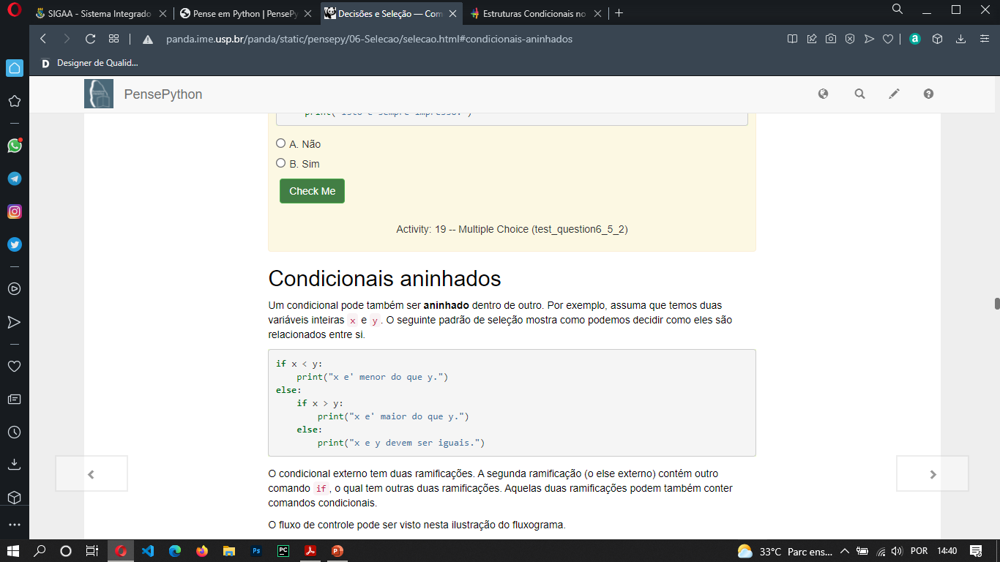 SIGAA - Sistema Integrado
Pense em Python | PensePy
Decisões e Seleção — Com
Estruturas Condicionais no
panda.ime.usp.br/panda/static/pensepy/06-Selecao/selecao.html#condicionais-aninhados
a
D Designer de Qualid...
PensePython
A. Não
B. Sim
Check Me
Activity: 19 -- Multiple Choice (test_question6_5_2)
Condicionais aninhados
Um condicional pode também ser aninhado dentro de outro. Por exemplo, assuma que temos duas
variáveis inteiras x e y. O seguinte padrão de seleção mostra como podemos decidir como eles são
relacionados entre si.
if x < y:
    print("x e' menor do que y.")
else:
    if x > y:
        print("x e' maior do que y.")
    else:
        print("x e y devem ser iguais.")
O condicional externo tem duas ramificações. A segunda ramificação (o else externo) contém outro
comando if, o qual tem outras duas ramificações. Aquelas duas ramificações podem também conter
comandos condicionais.
O fluxo de controle pode ser visto nesta ilustração do fluxograma.
Ps
PC
33°C Parc ens...
POR
14:40